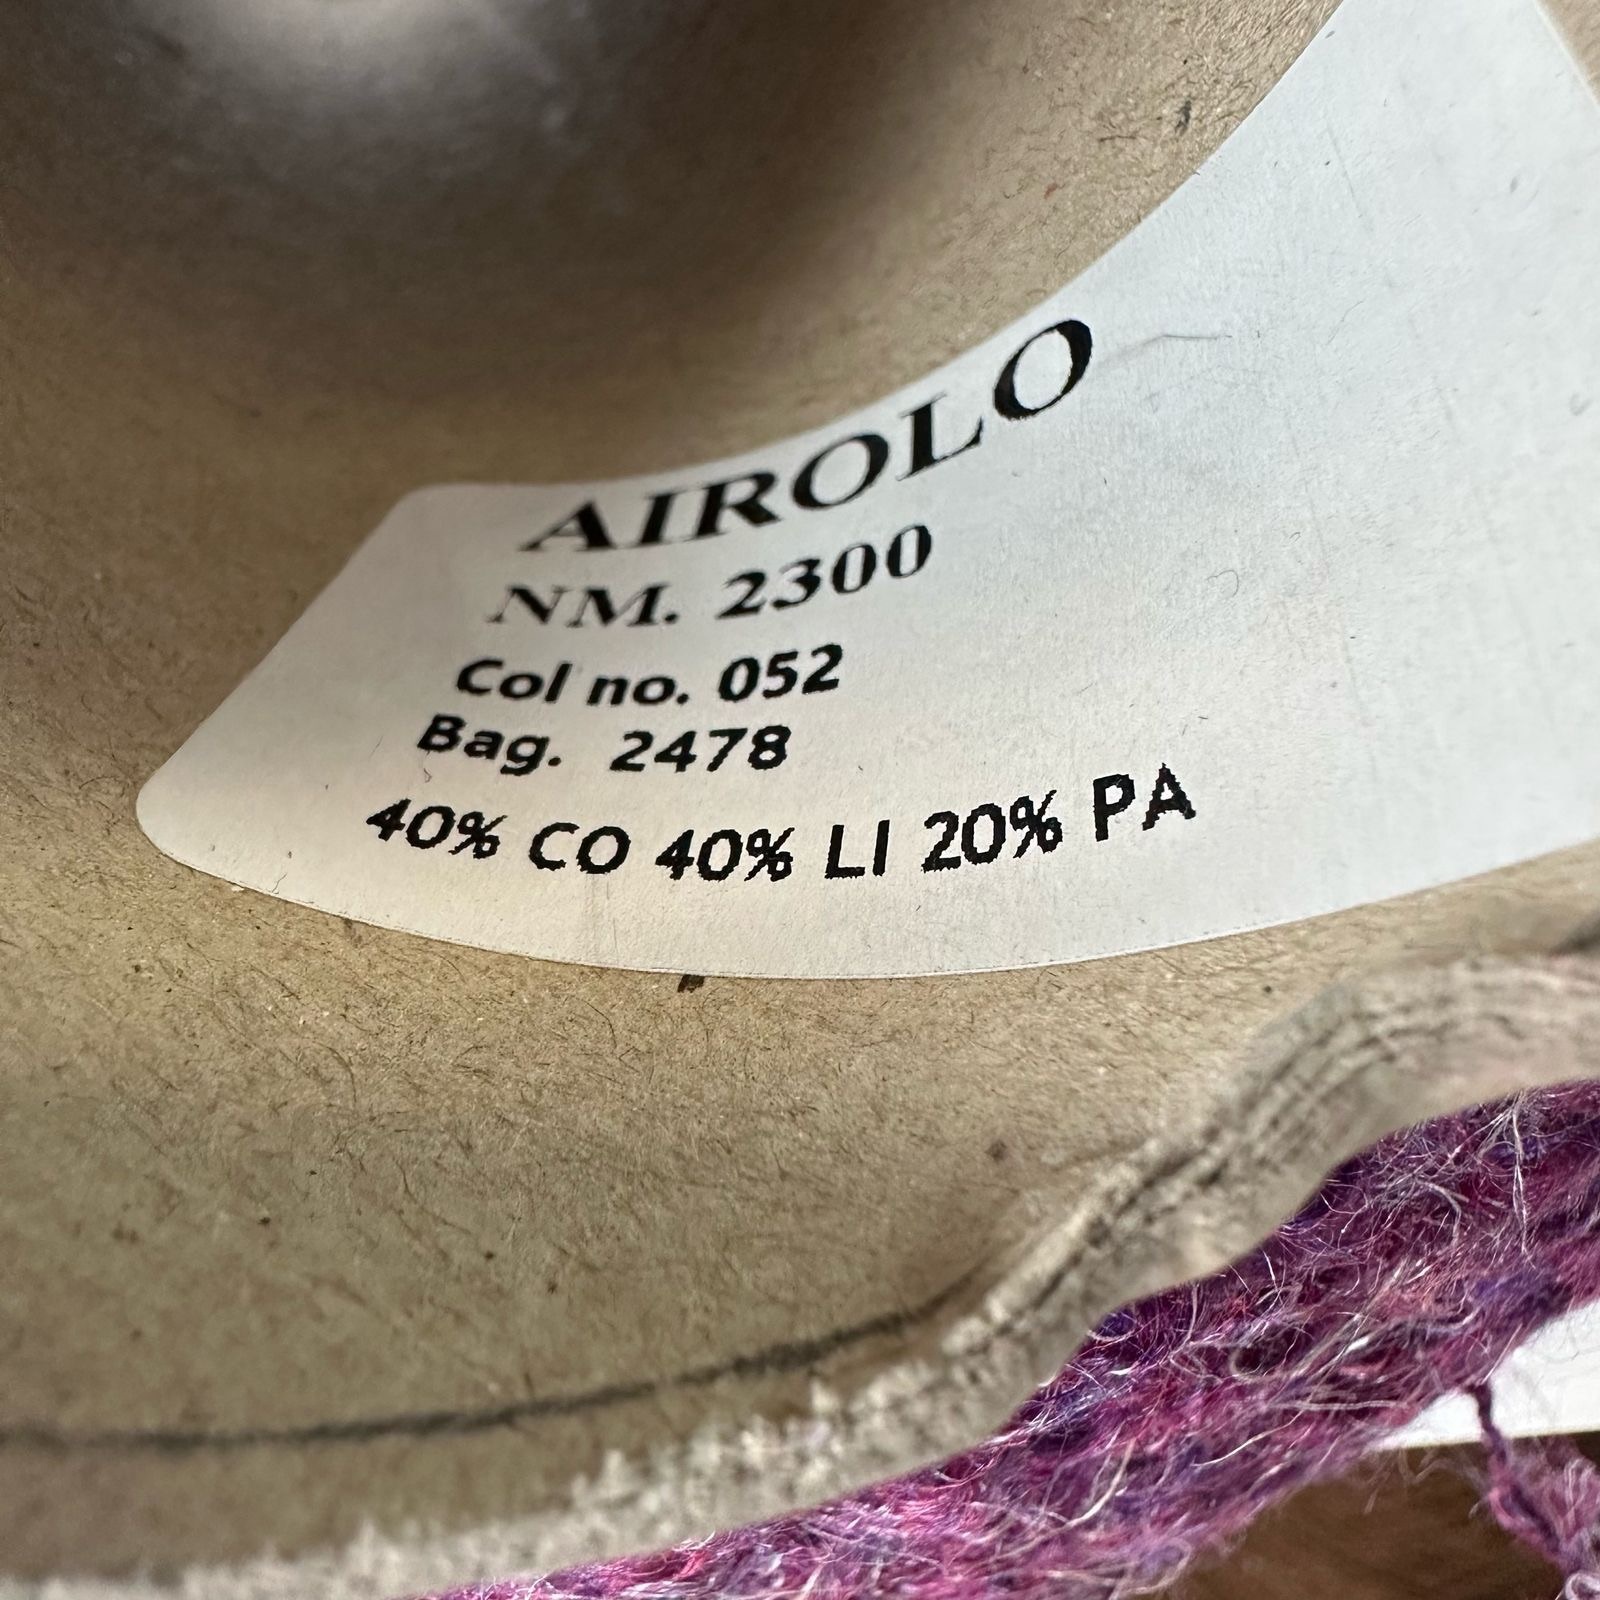 AIROLO
NM. 2300
Col no. 052
Bag. 2478
40% CO 40% LI 20% PA